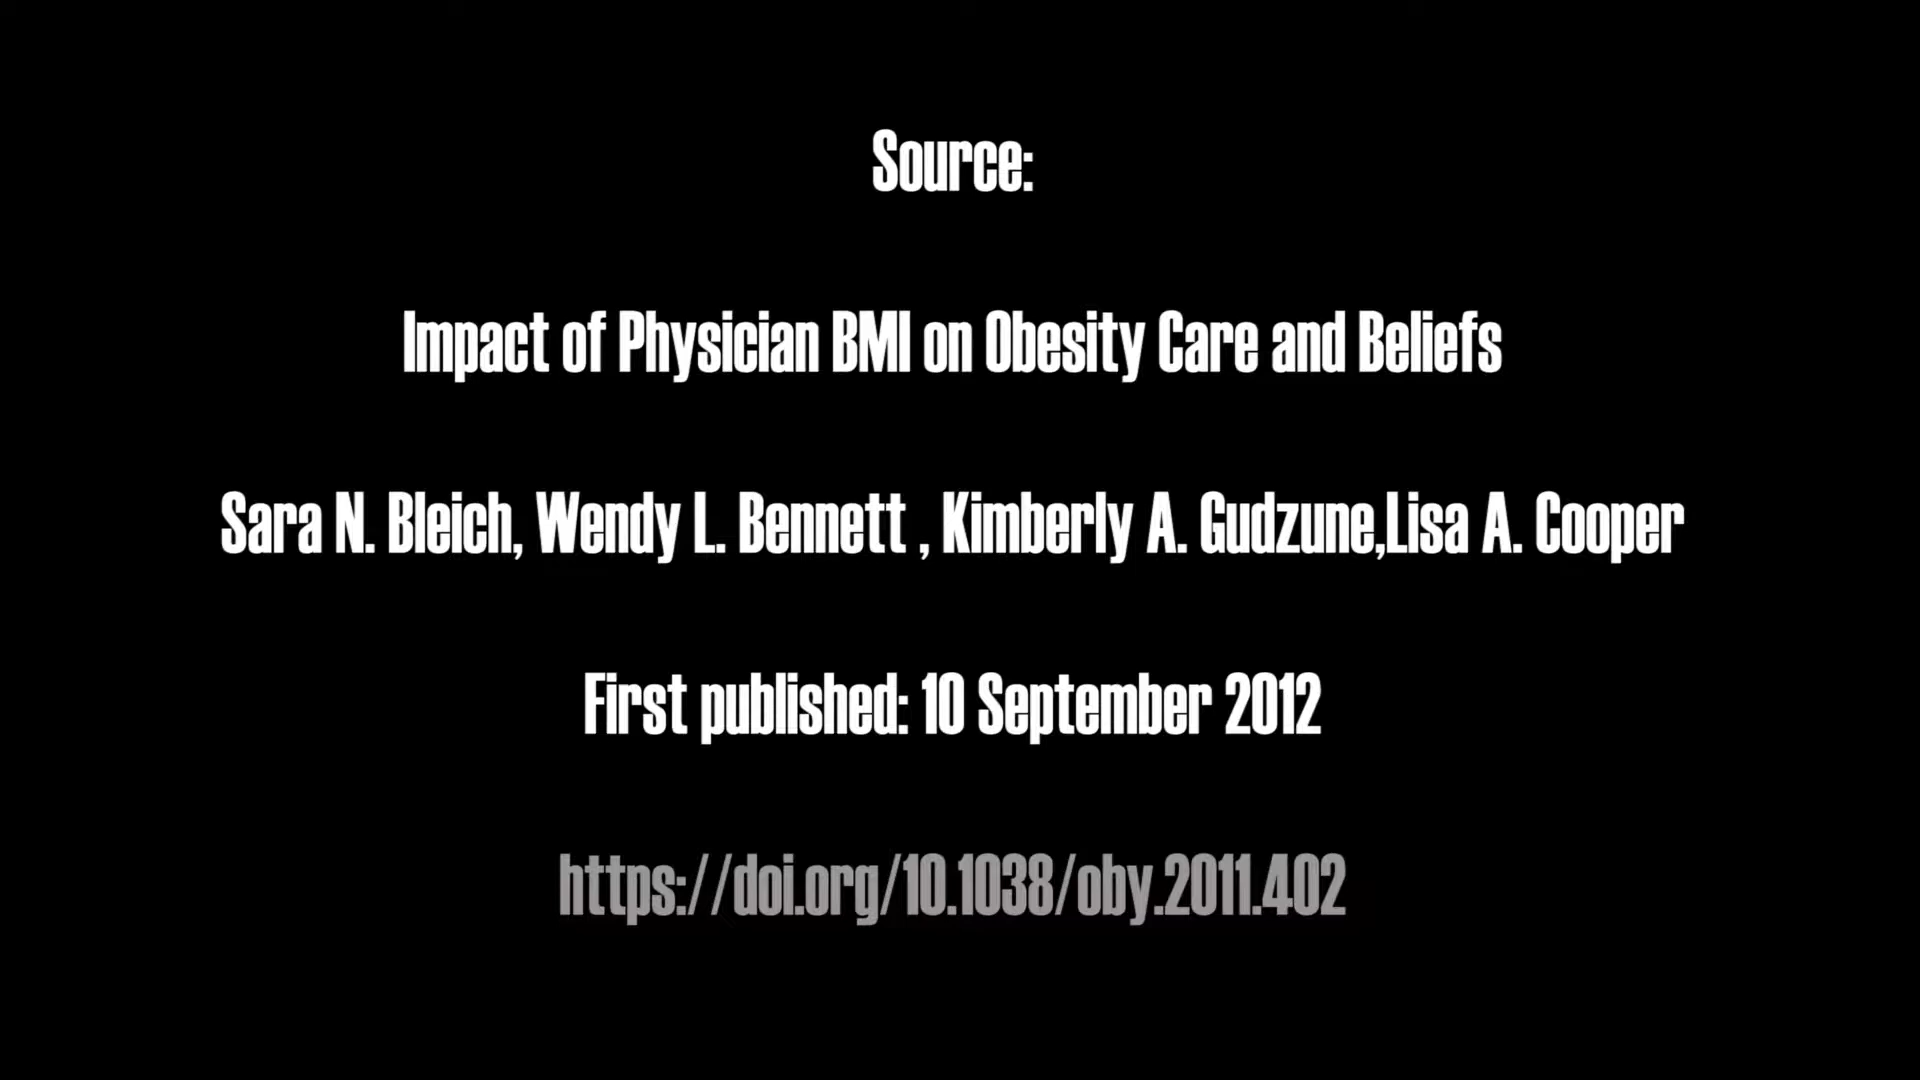 Source:
Impact of Physician BMI on Obesity Care and Beliefs
Sara N. Bleich, Wendy L. Bennett , Kimberly A. Gudzune,Lisa A. Cooper
First published: 10 September 2012
https://doi.org/10.1038/oby.2011.402